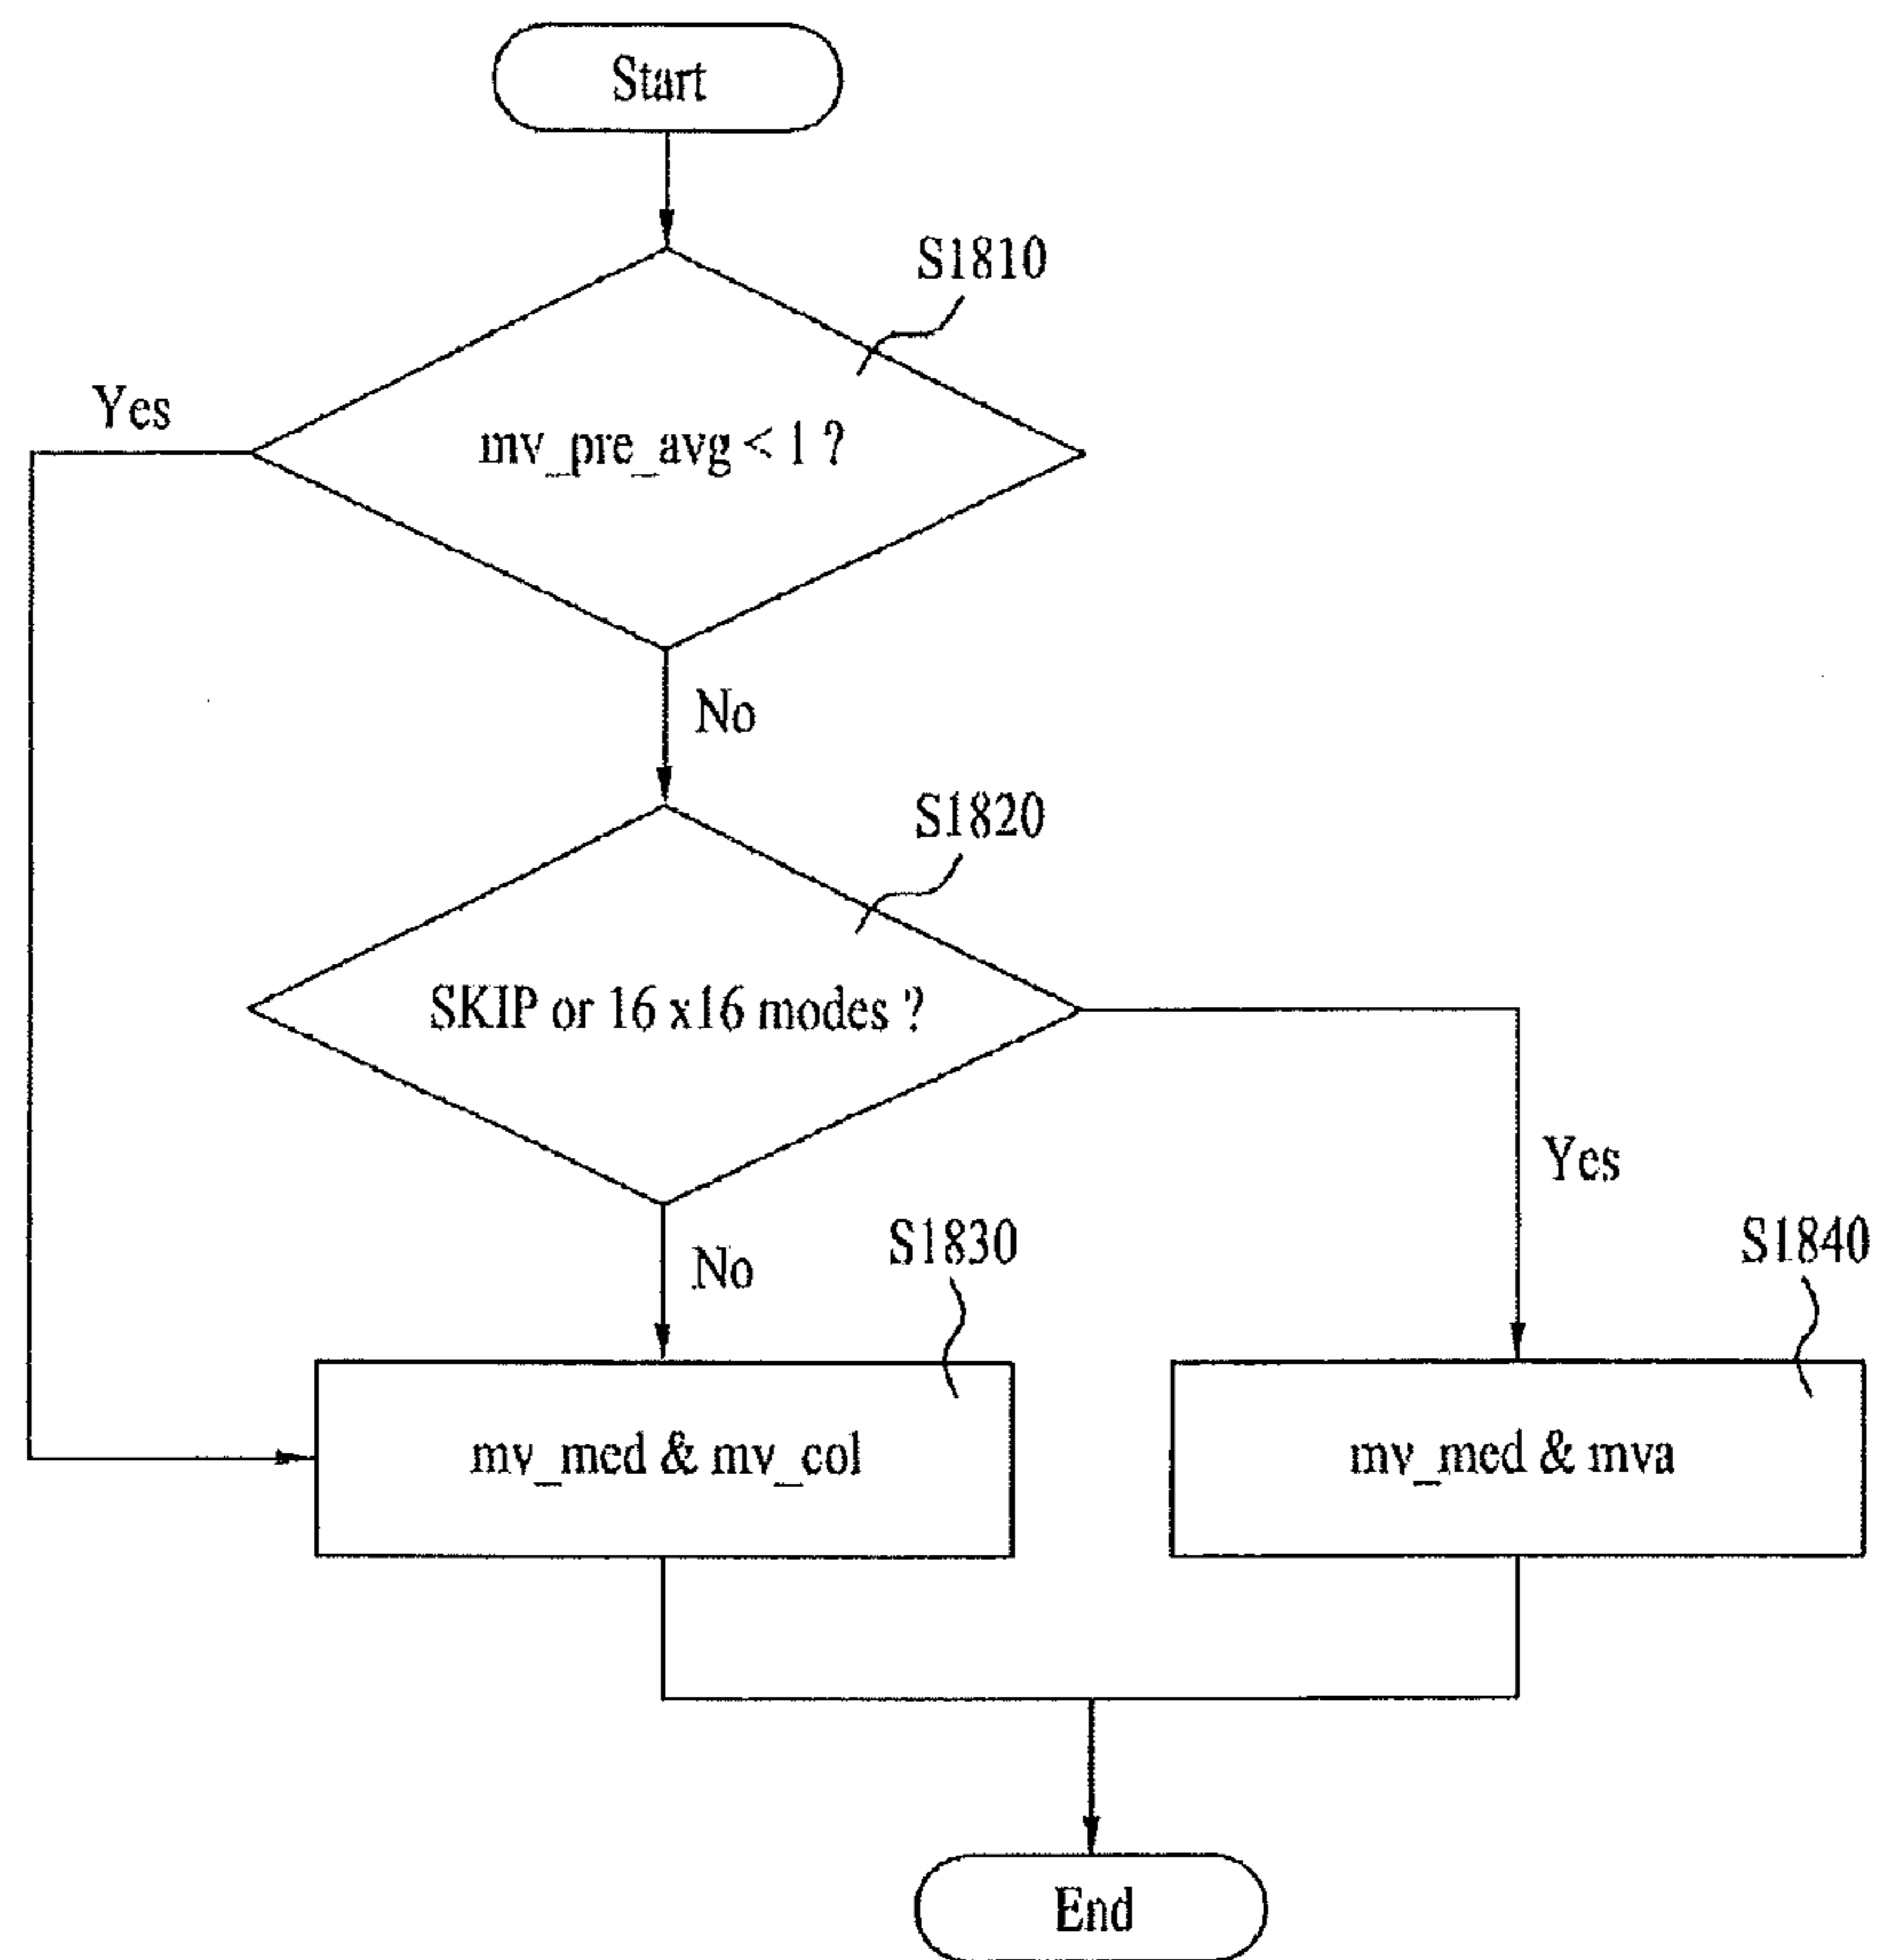 Start
S1810
Yes
mv_pre_avg < 1 ?
No
S1820
SKIP or 16 x16 modes ?
Yes
No
S1830
S1840
mv_med & mv_col
mv_med & mva
End